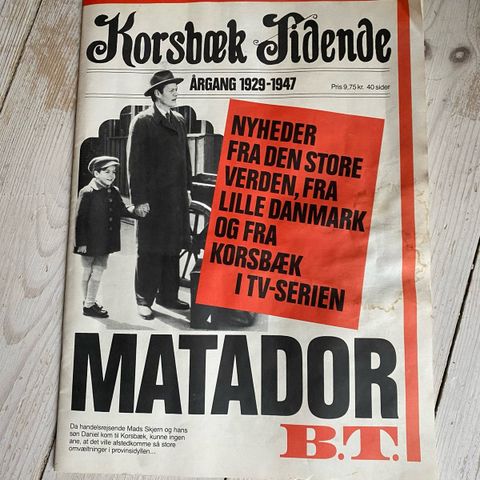 Korsbæk Tidende
ÅRGANG 1929-1947
Pris 9,75 kr. 40 sider
NYHEDER
FRA DEN STORE
VERDEN, FRA
LILLE DANMARK
OG FRA
KORSBÆK
I TV-SERIEN
MATADOR
Da handelsrejsende Mads Skjern og hans
søn Daniel kom til Korsbæk, kunne ingen
ane, at det ville afstedkomme så store
omvæltninger i provinsidyllen...
B.T.